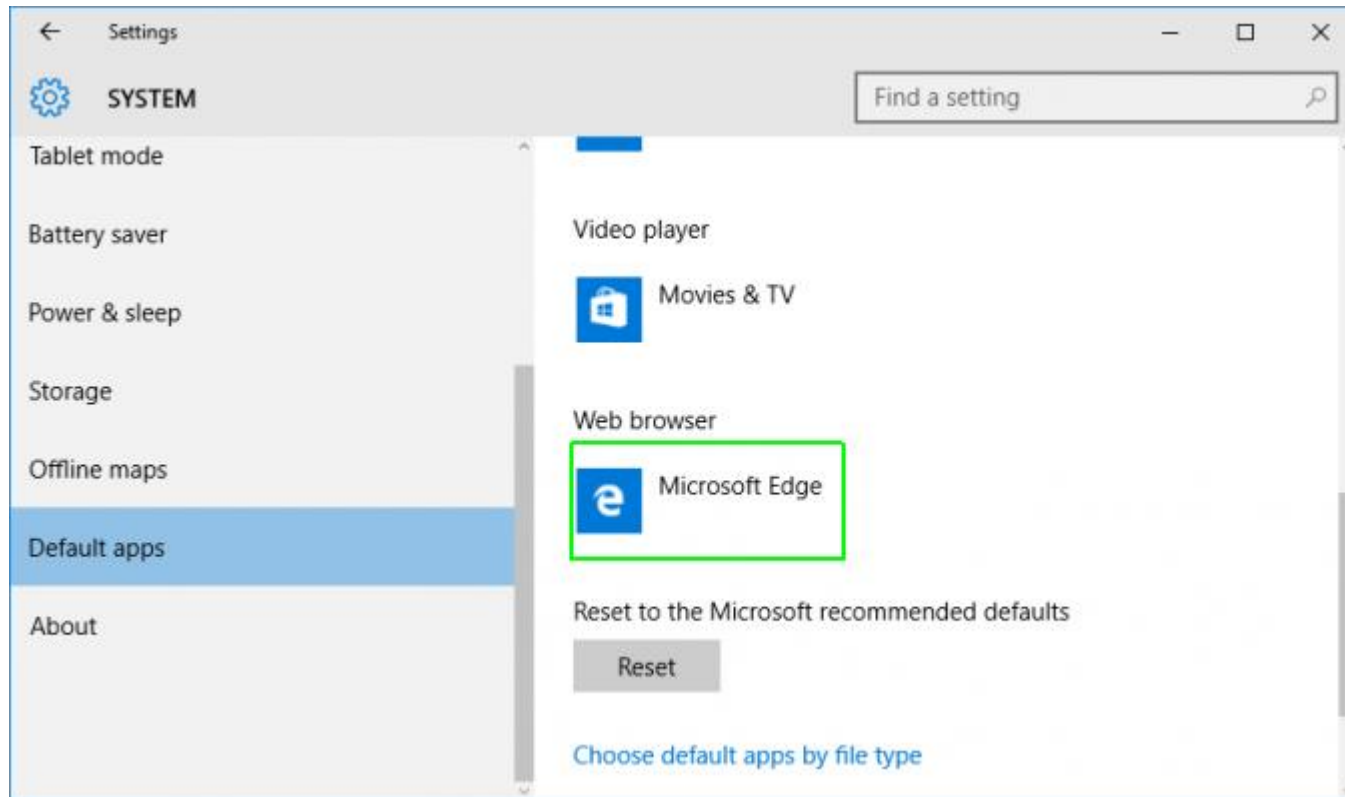 Settings
SYSTEM
Find a setting
Tablet mode
Battery saver
Power & sleep
Storage
Offline maps
Default apps
About
Video player
Movies & TV
Web browser
Microsoft Edge
Reset to the Microsoft recommended defaults
Reset
Choose default apps by file type